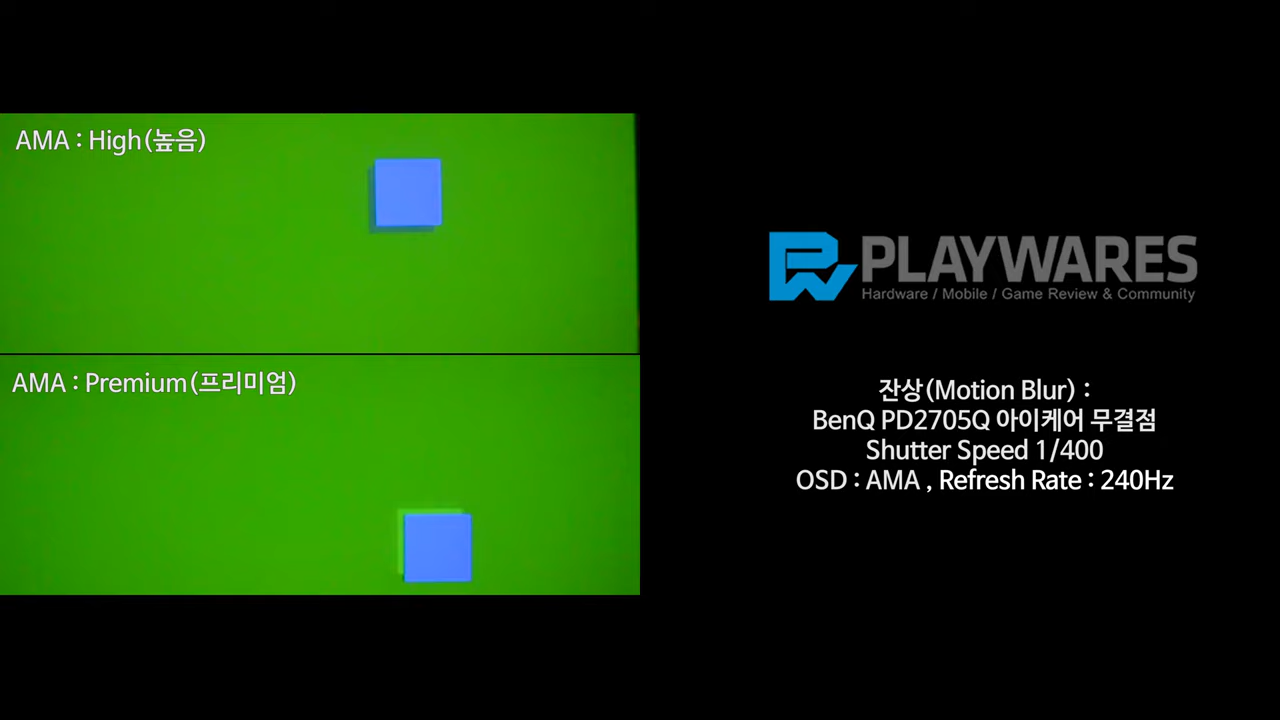 AMA : High(높음)
AMA : Premium(프리미엄)
PLAYWARES
Hardware / Mobile / Game Review & Community
잔상(Motion Blur) :
BenQ PD2705Q 아이케어 무결점
Shutter Speed 1/400
OSD : AMA , Refresh Rate : 240Hz